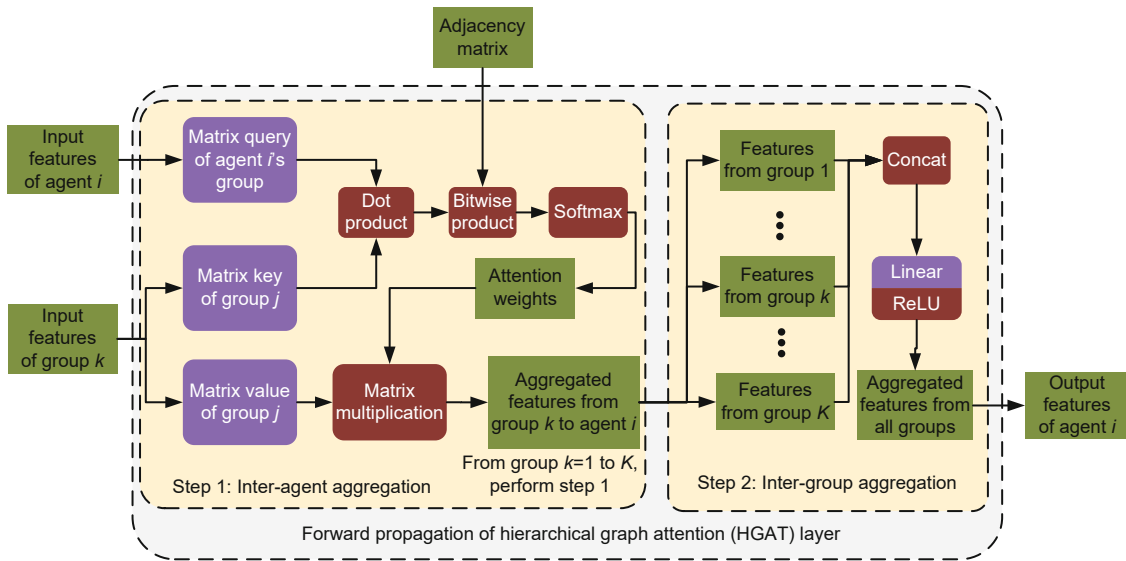 Adjacency
matrix
Input
features
of agent i
Matrix query
of agent i's
group
Dot
product
Bitwise
product
Softmax
Matrix key
of group j
Attention
weights
Input
features
of group k
Matrix value
of group j
Matrix
multiplication
Aggregated
features from
group k to agent i
From group k=1 to K,
perform step 1
Step 1: Inter-agent aggregation
Features
from group 1
Features
from group k
Features
from group K
Concat
Linear
ReLU
Aggregated
features from
all groups
Output
features
of agent i
Step 2: Inter-group aggregation
Forward propagation of hierarchical graph attention (HGAT) layer